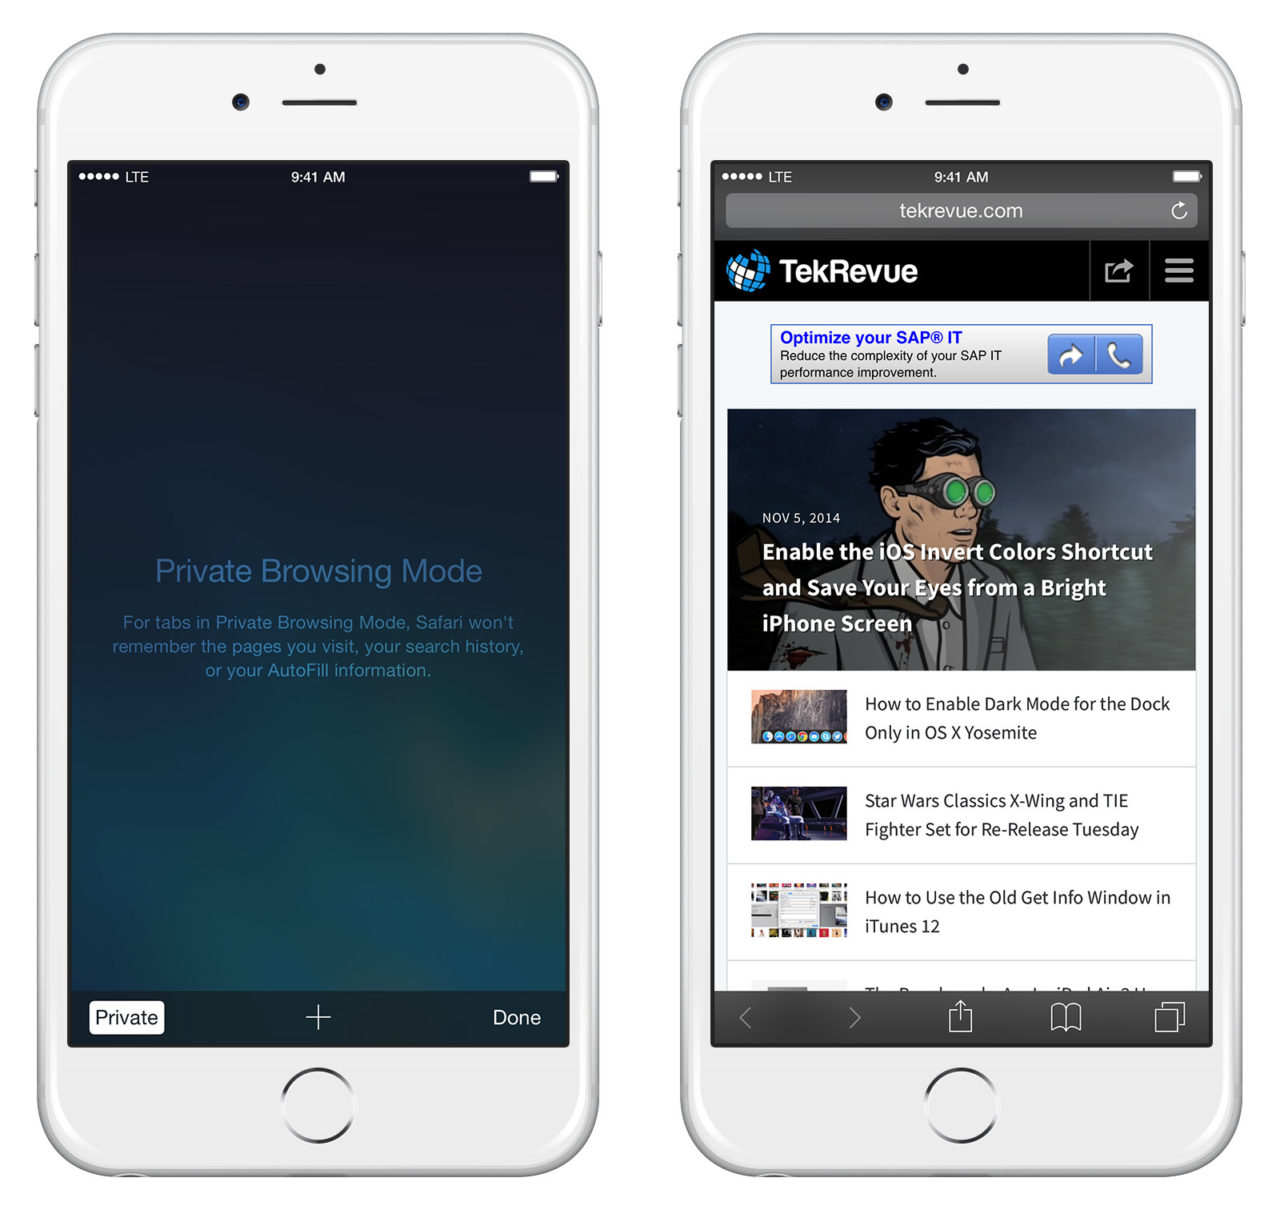 LTE
9:41 AM
Private Browsing Mode
For tabs in Private Browsing Mode, Safari won't
remember the pages you visit, your search history,
or your AutoFill information.
Private
Done
LTE
9:41 AM
tekrevue.com
TekRevue
Optimize your SAP® IT
Reduce the complexity of your SAP IT
performance improvement.
NOV 5, 2014
Enable the iOS Invert Colors Shortcut
and Save Your Eyes from a Bright
iPhone Screen
How to Enable Dark Mode for the Dock
Only in OS X Yosemite
Star Wars Classics X-Wing and TIE
Fighter Set for Re-Release Tuesday
How to Use the Old Get Info Window in
iTunes 12